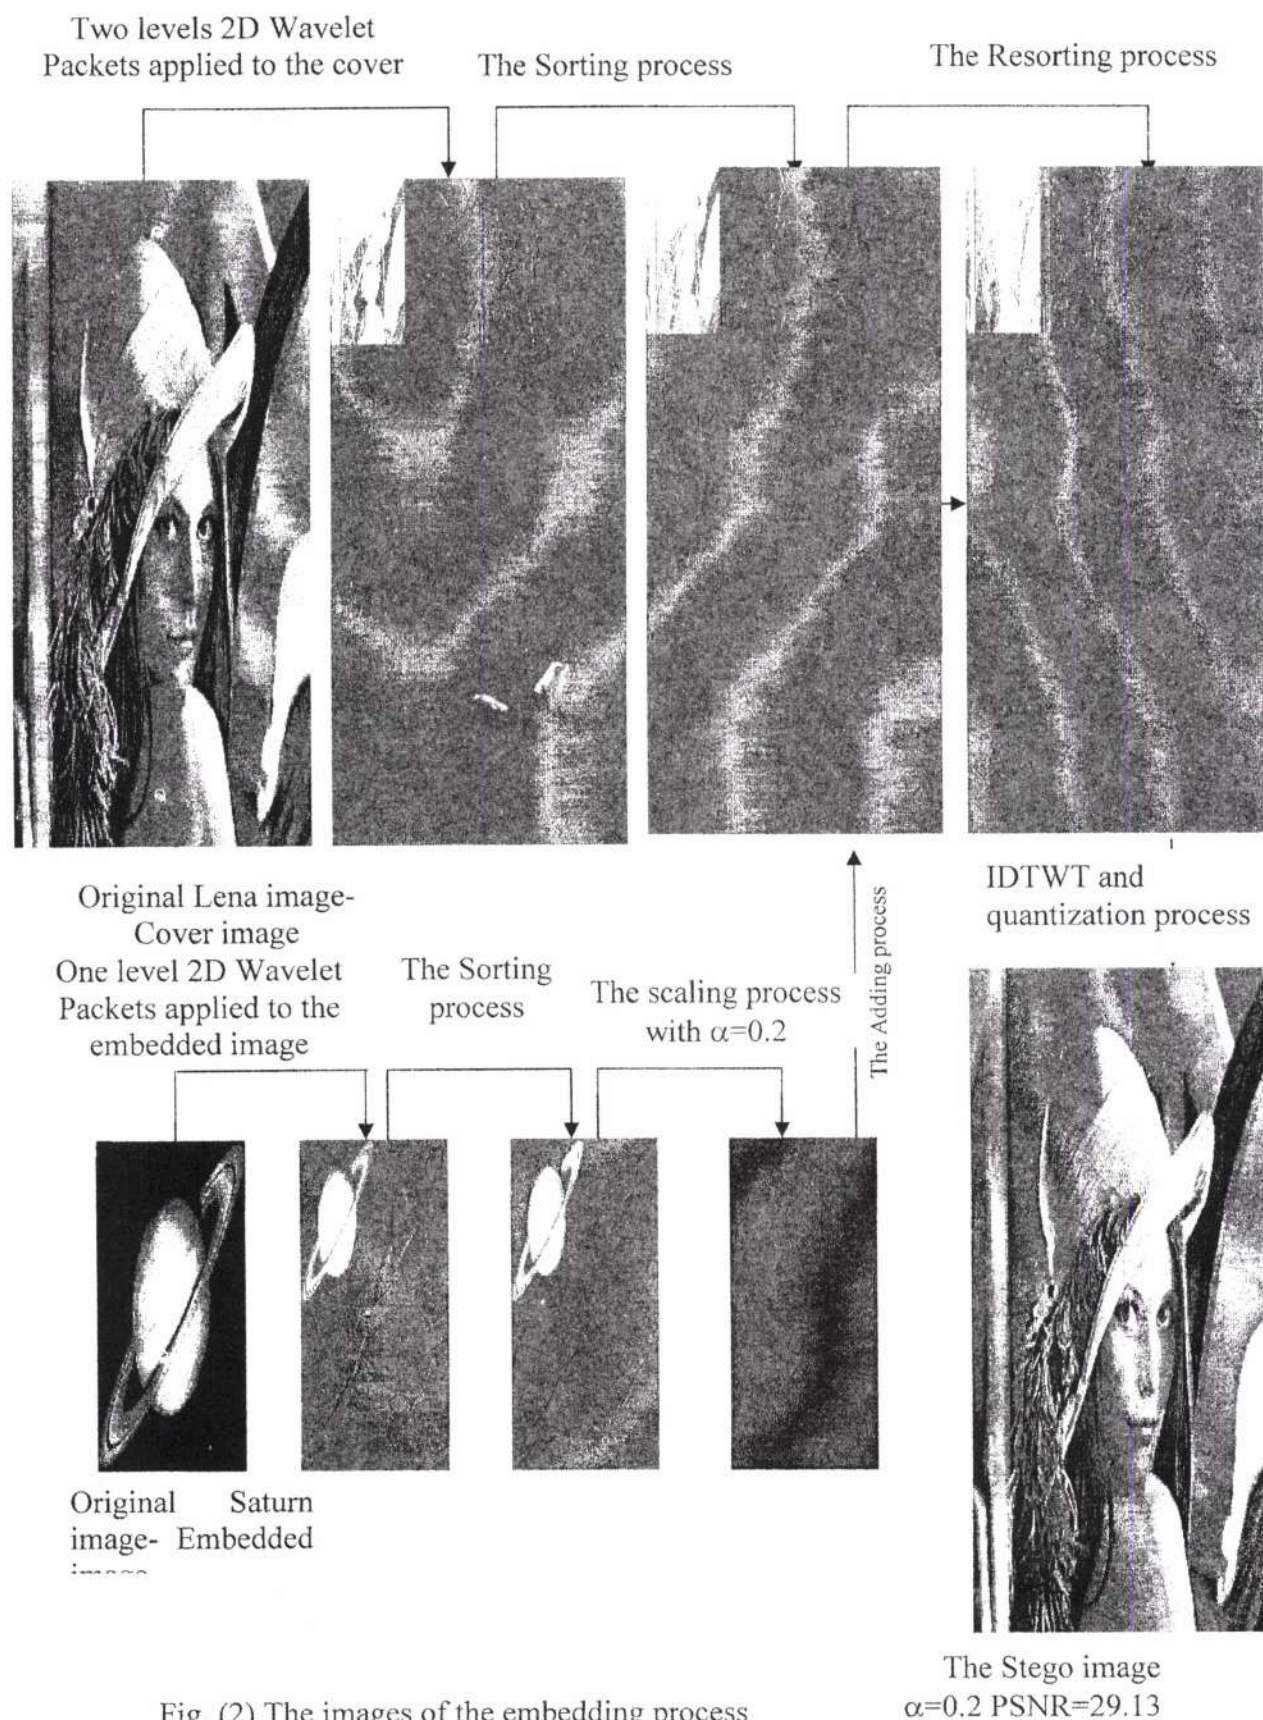 Two levels 2D Wavelet
Packets applied to the cover
The Sorting process
The Resorting process
Original Lena image-
Cover image
One level 2D Wavelet
Packets applied to the
embedded image
The Sorting
process
The scaling process
with α=0.2
The Adding process
IDTWT and
quantization process
Original Saturn
image- Embedded
The Stego image
α=0.2 PSNR=29.13
Fig. (2) The images of the embedding process